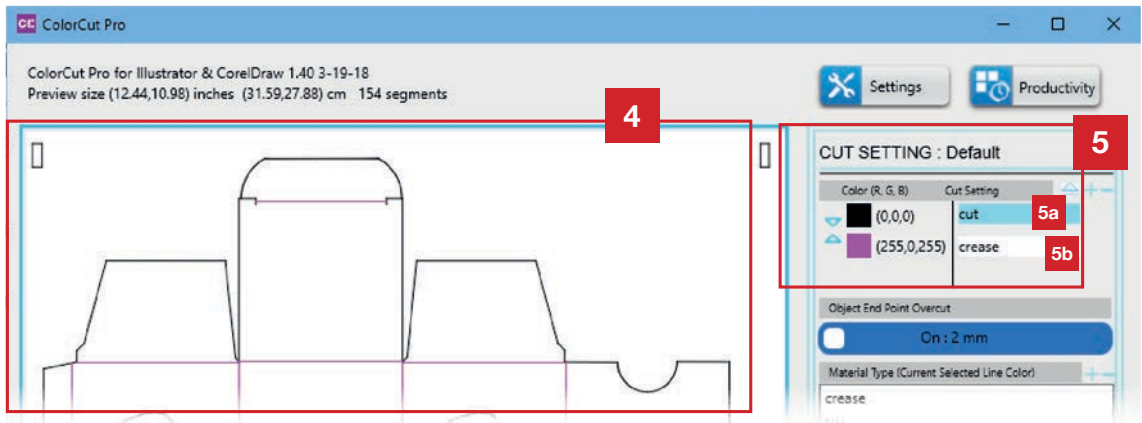 CC ColorCut Pro
ColorCut Pro for Illustrator & CorelDraw 1.40 3-19-18
Preview size (12.44,10.98) inches (31.59,27.88) cm 154 segments
Settings
Productivity
4
5
CUT SETTING : Default
Color (R, G, B) Cut Setting
(0,0,0) cut 5a
(255,0,255) crease 5b
Object End Point Overcut
On : 2 mm
Material Type (Current Selected Line Color)
crease